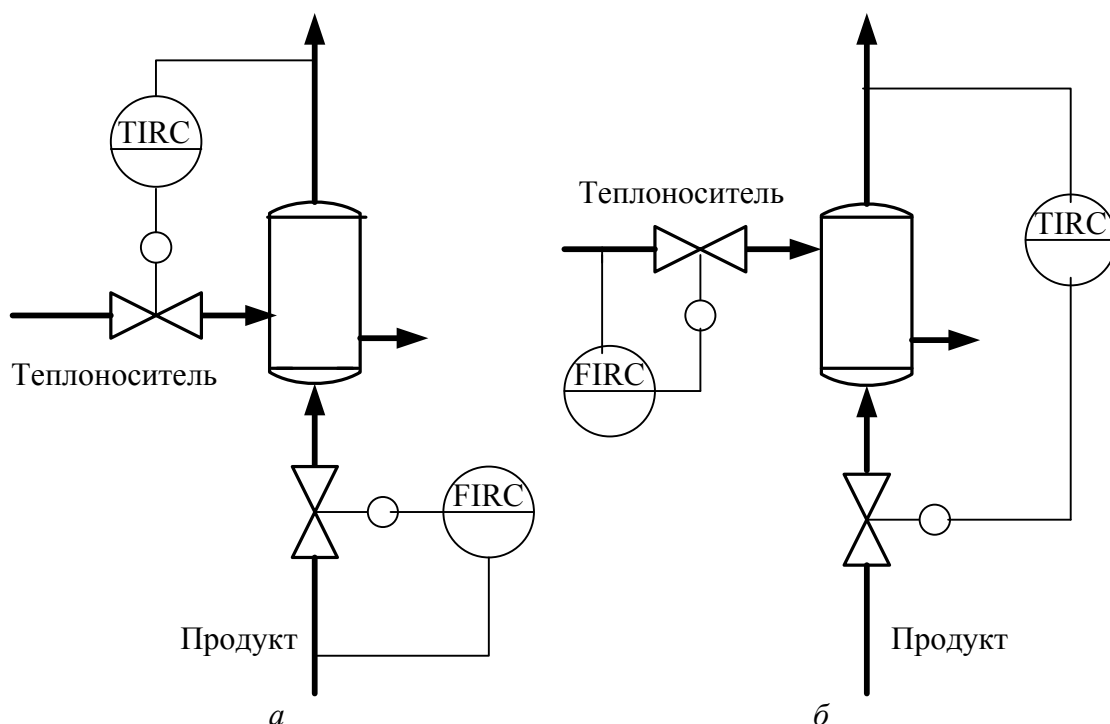 TIRC
Теплоноситель
FIRC
Продукт
а
Теплоноситель
TIRC
FIRC
Продукт
б